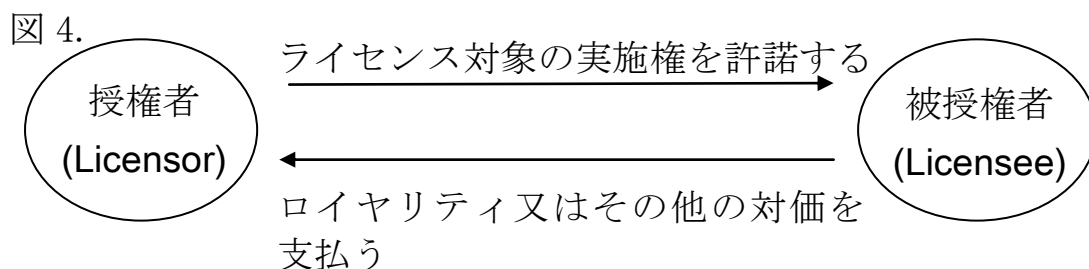 図 4.
ライセンス対象の実施権を許諾する
授権者
(Licensor)
被授権者
(Licensee)
ロイヤリティ又はその他の対価を
支払う